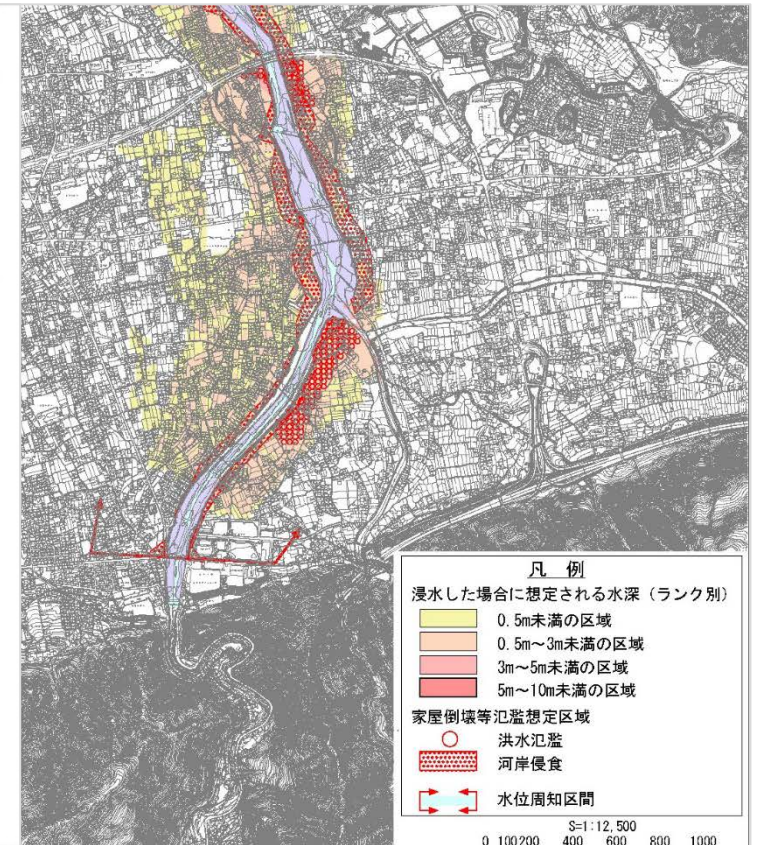 凡 例
浸水した場合に想定される水深（ランク別）
0.5m未満の区域
0.5m～3m未満の区域
3m～5m未満の区域
5m～10m未満の区域
家屋倒壊等氾濫想定区域
洪水氾濫
河岸侵食
水位周知区間
S=1:12,500
0 100200 400 600 800 1000